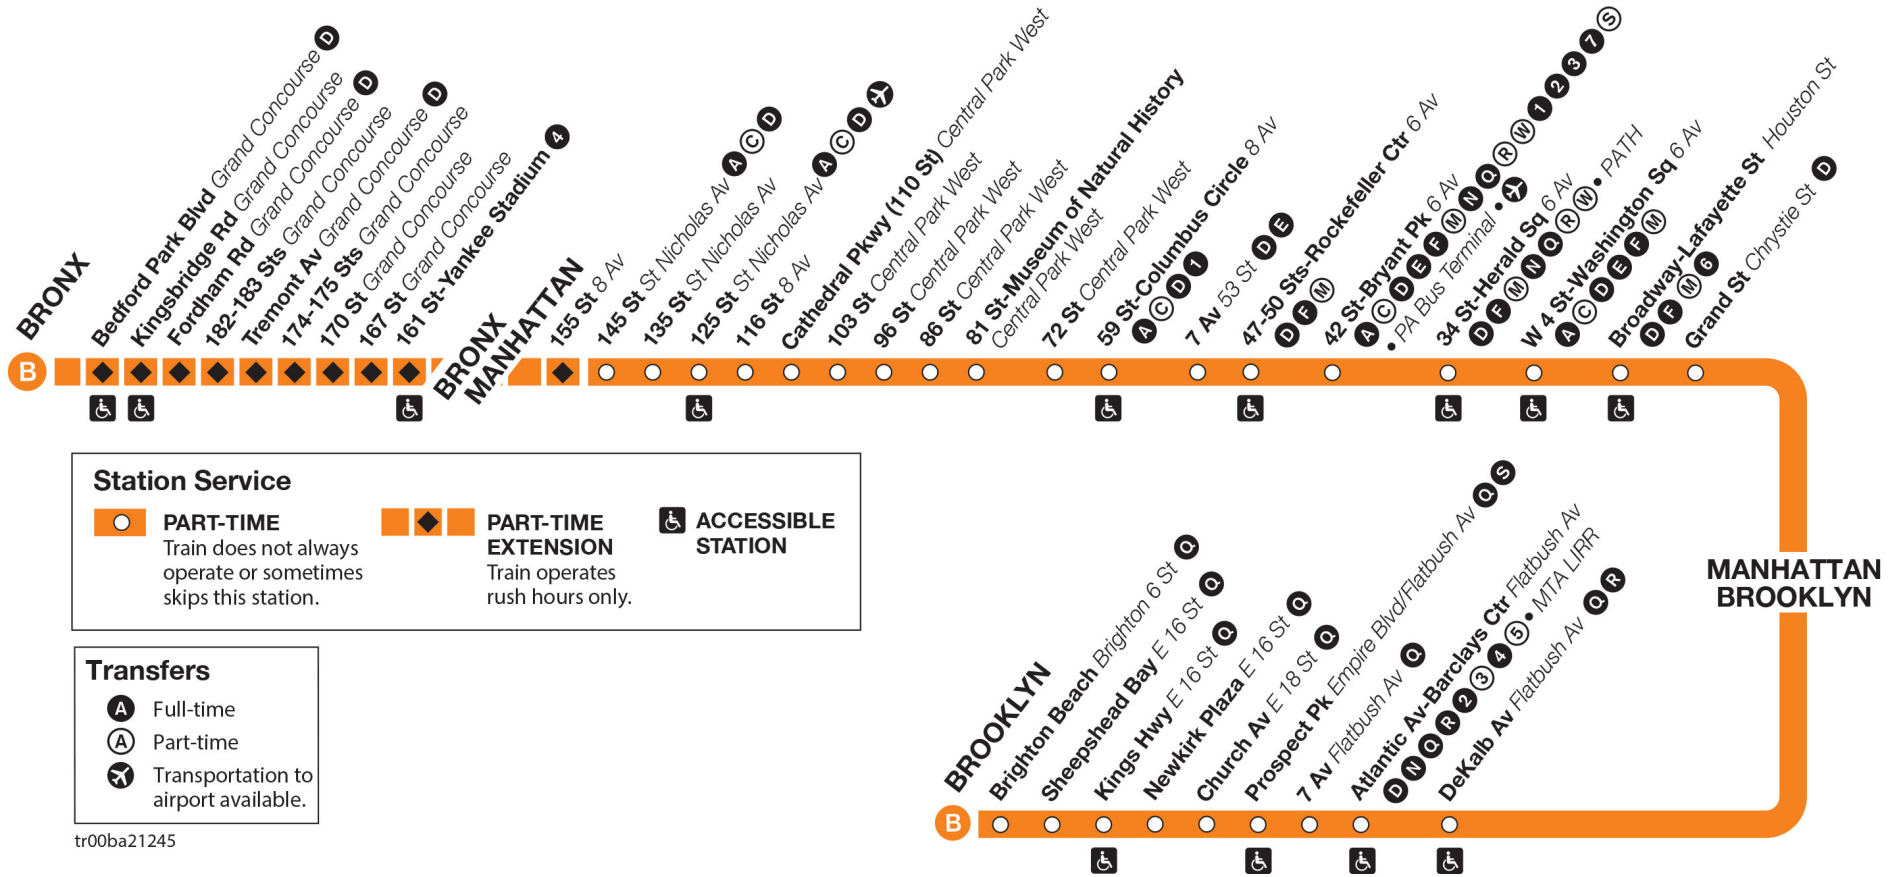 BRONX
B
Bedford Park Blvd Grand Concourse D
Kingsbridge Rd Grand Concourse
Fordham Rd Grand Concourse D
182-183 Sts Grand Concourse
Tremont Av Grand Concourse D
174-175 Sts Grand Concourse
170 St Grand Concourse
167 St Grand Concourse
161 St-Yankee Stadium 4
BRONX
MANHATTAN
155 St 8 Av
145 St St Nicholas Av A C D
135 St St Nicholas Av
125 St St Nicholas Av A C D
116 St 8 Av
Cathedral Pkwy (110 St) Central Park West
103 St Central Park West
96 St Central Park West
86 St Central Park West
81 St-Museum of Natural History
Central Park West
72 St Central Park West
59 St-Columbus Circle 8 Av
A C D 1
7 Av 53 St D E
47-50 Sts-Rockefeller Ctr 6 Av
D F M
42 St-Bryant Pk 6 Av
A C D E F M N Q R W 1 2 3 7 S
• PA Bus Terminal •
34 St-Herald Sq 6 Av
D F M N Q R W • PATH
W 4 St-Washington Sq 6 Av
A C D E F M
Broadway-Lafayette St Houston St
D F M 6
Grand St Chrystie St D
MANHATTAN
BROOKLYN
Station Service
PART-TIME
Train does not always
operate or sometimes
skips this station.
PART-TIME
EXTENSION
Train operates
rush hours only.
ACCESSIBLE
STATION
Transfers
A Full-time
A Part-time
Transportation to
airport available.
tr00ba21245
BROOKLYN
B
Brighton Beach Brighton 6 St Q
Sheepshead Bay E 16 St Q
Kings Hwy E 16 St Q
Newkirk Plaza E 16 St Q
Church Av E 18 St Q
Prospect Pk Empire Blvd/Flatbush Av Q S
7 Av Flatbush Av Q
Atlantic Av-Barclays Ctr Flatbush Av
D N Q R 2 3 4 5 • MTA LIRR
DeKalb Av Flatbush Av Q R